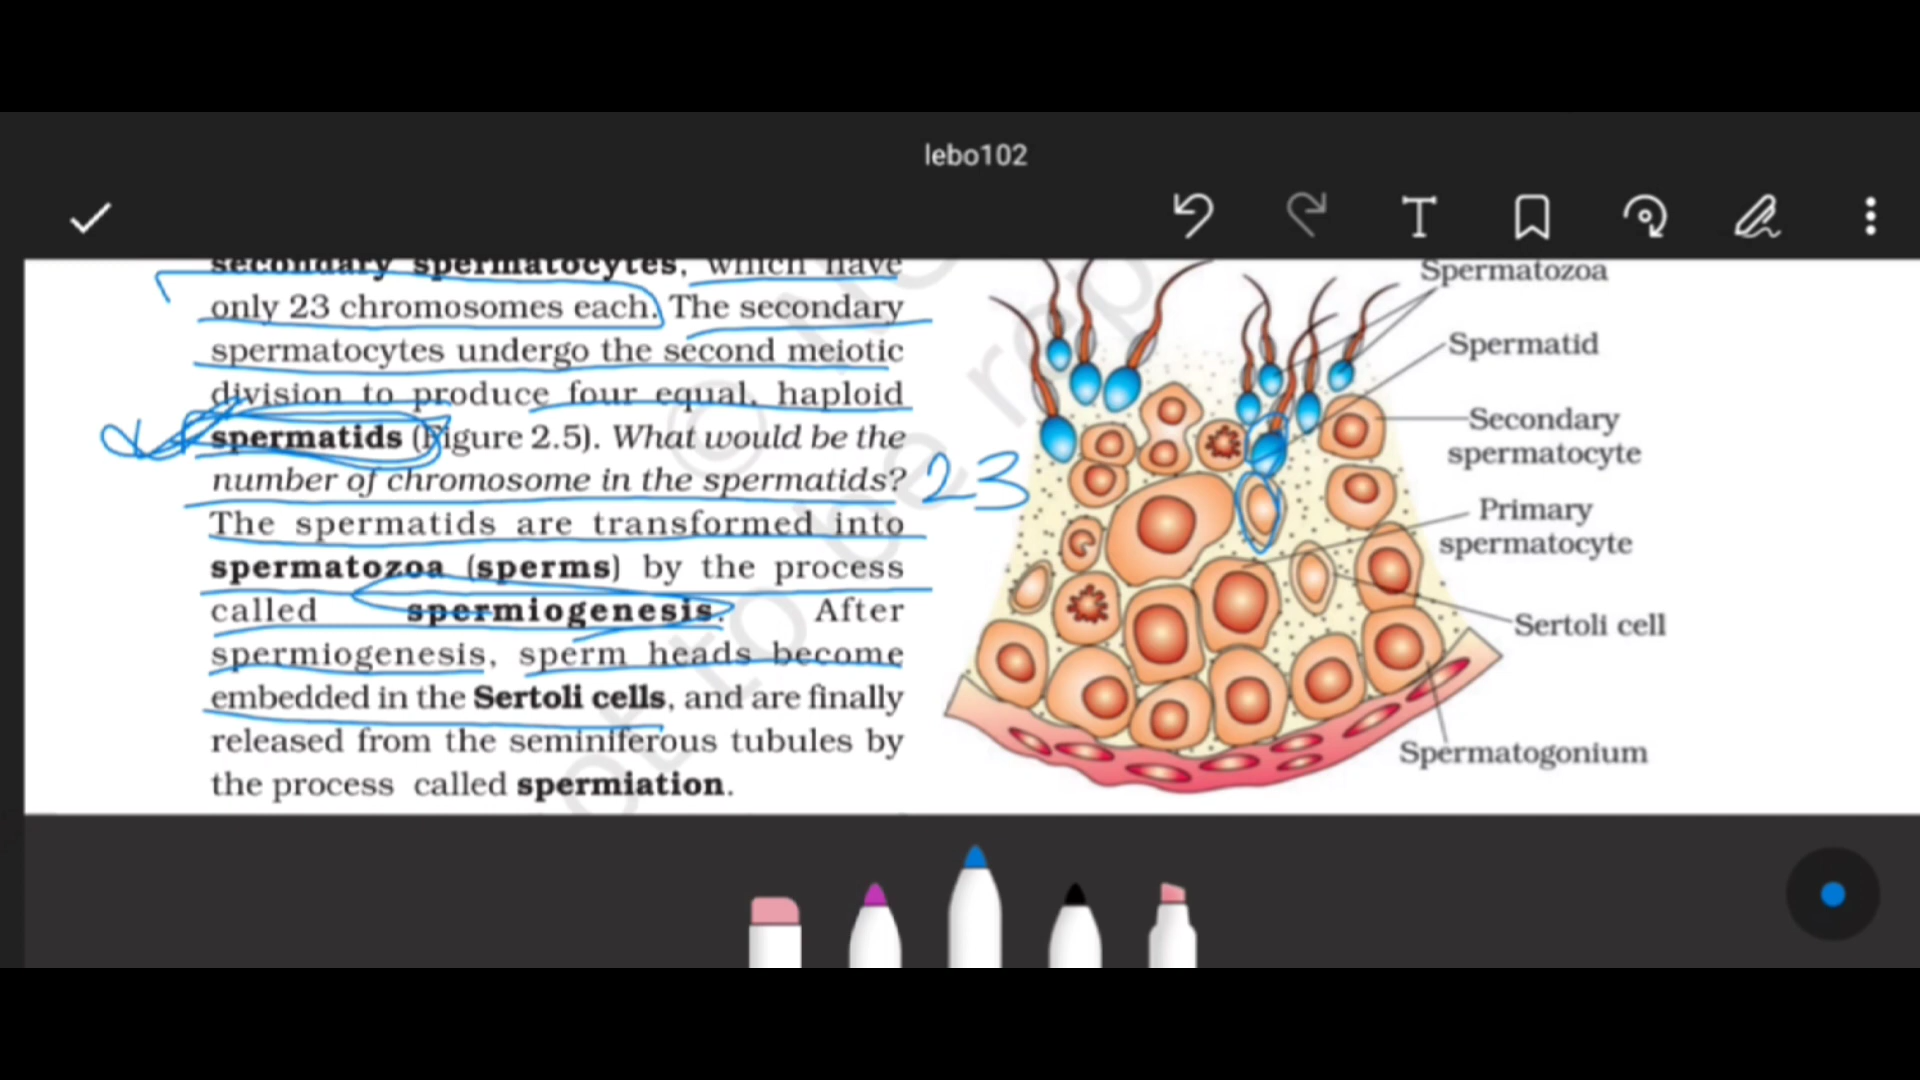 lebo102
secondary spermatocytes, which have
only 23 chromosomes each. The secondary
spermatocytes undergo the second meiotic
division to produce four equal, haploid
spermatids (Figure 2.5). What would be the
number of chromosome in the spermatids? 23
The spermatids are transformed into
spermatozoa (sperms) by the process
called spermiogenesis. After
spermiogenesis, sperm heads become
embedded in the Sertoli cells, and are finally
released from the seminiferous tubules by
the process called spermiation.
Spermatozoa
Spermatid
Secondary
spermatocyte
Primary
spermatocyte
Sertoli cell
Spermatogonium